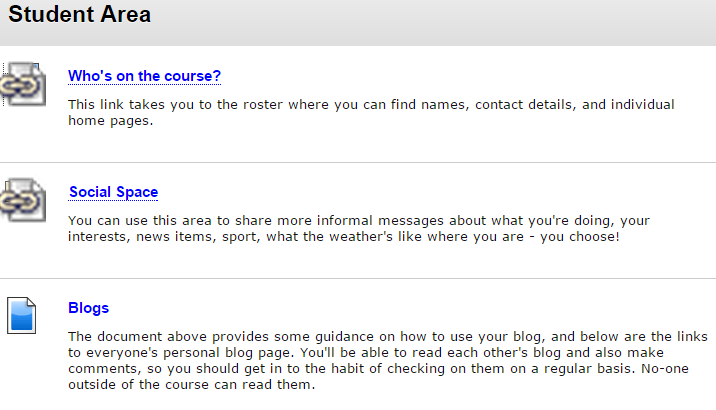 Student Area
Who's on the course?
This link takes you to the roster where you can find names, contact details, and individual
home pages.
Social Space
You can use this area to share more informal messages about what you're doing, your
interests, news items, sport, what the weather's like where you are - you choose!
Blogs
The document above provides some guidance on how to use your blog, and below are the links
to everyone's personal blog page. You'll be able to read each other's blog and also make
comments, so you should get in to the habit of checking on them on a regular basis. No-one
outside of the course can read them.